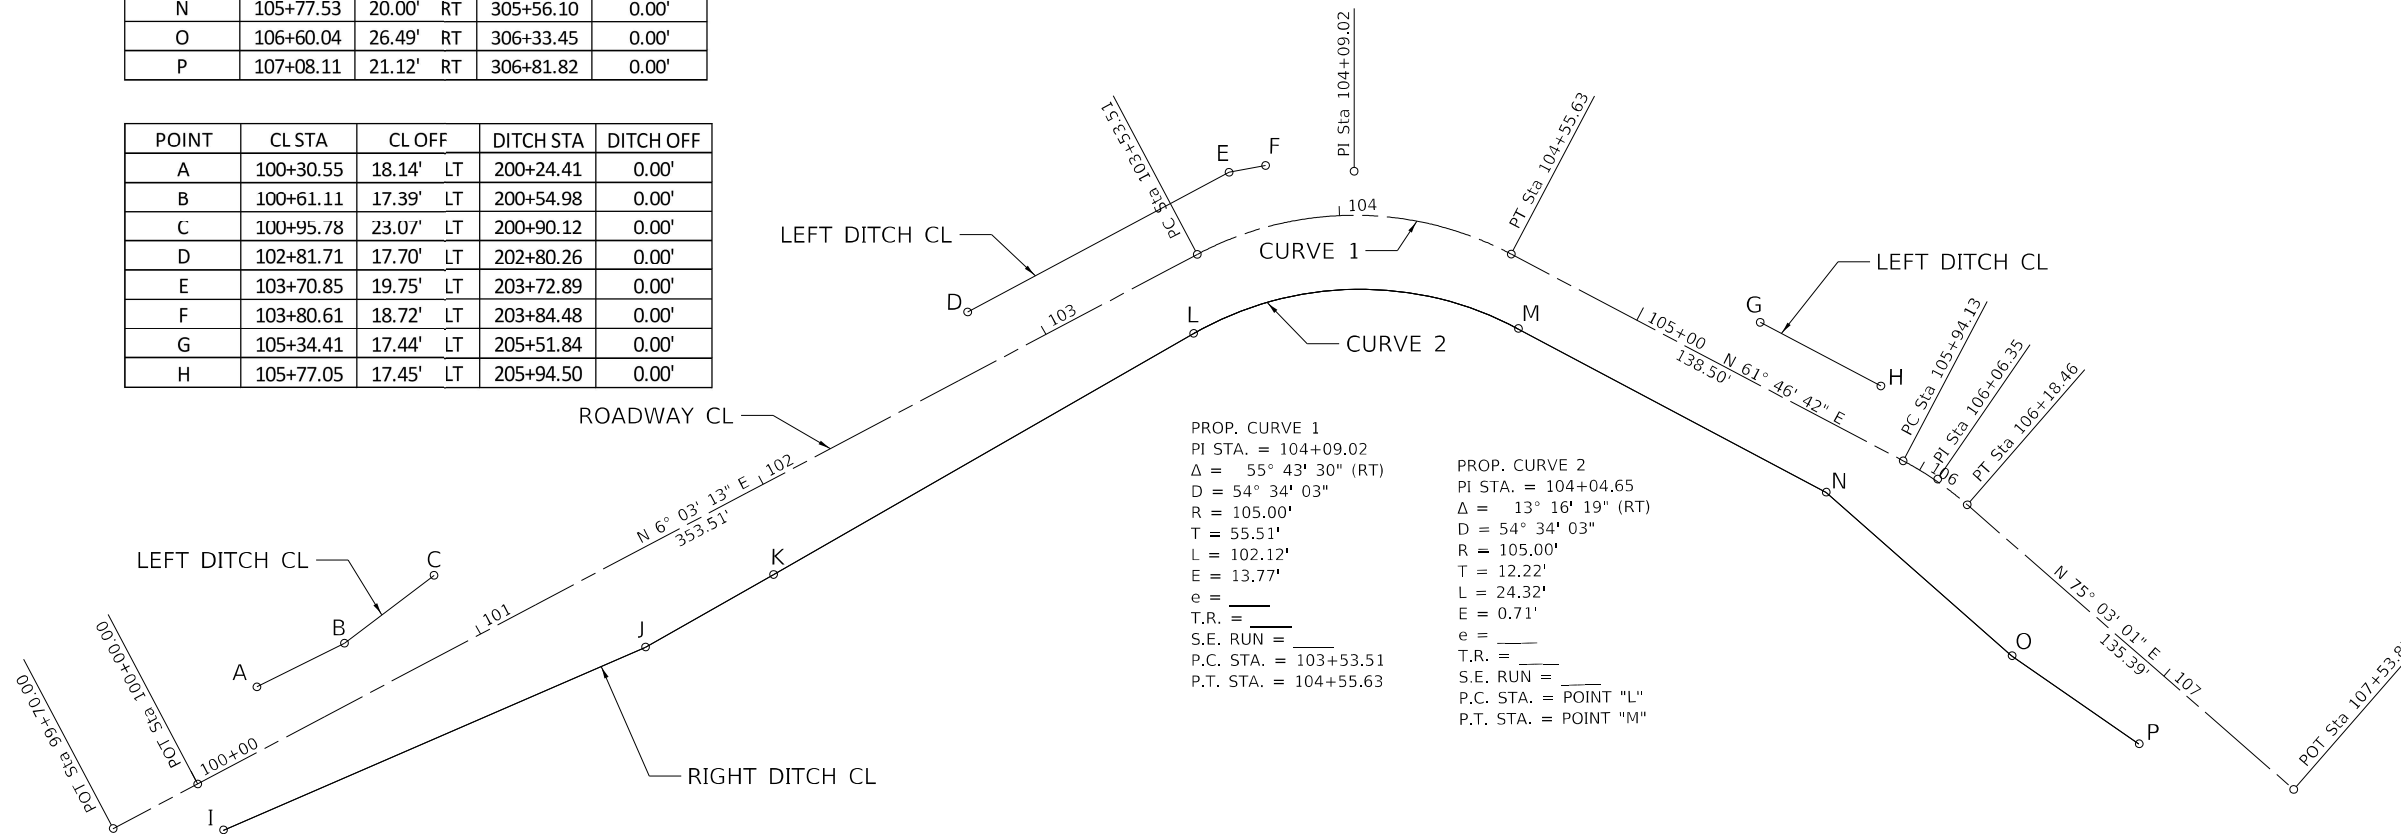 N 105+77.53 20.00' RT 305+56.10 0.00'
O 106+60.04 26.49' RT 306+33.45 0.00'
P 107+08.11 21.12' RT 306+81.82 0.00'
POINT CL STA CL OFF DITCH STA DITCH OFF
A 100+30.55 18.14' LT 200+24.41 0.00'
B 100+61.11 17.39' LT 200+54.98 0.00'
C 100+95.78 23.07' LT 200+90.12 0.00'
D 102+81.71 17.70' LT 202+80.26 0.00'
E 103+70.85 19.75' LT 203+72.89 0.00'
F 103+80.61 18.72' LT 203+84.48 0.00'
G 105+34.41 17.44' LT 205+51.84 0.00'
H 105+77.05 17.45' LT 205+94.50 0.00'
POT Sta 99+70.00
POT Sta 100+00.00
100+00
I
A
B
C
LEFT DITCH CL
101
N 6° 03' 13" E
353.51'
102
ROADWAY CL
J
K
RIGHT DITCH CL
103
D
LEFT DITCH CL
E
F
PC Sta 103+53.51
L
PI Sta 104+09.02
104
CURVE 1
CURVE 2
PT Sta 104+55.63
M
105+00
N 61° 46' 42" E
138.50'
G
H
LEFT DITCH CL
PC Sta 105+94.13
PI Sta 106+06.35
PT Sta 106+18.46
106
N
O
P
N 75° 03' 01" E
135.39'
107
POT Sta 107+53.8
PROP. CURVE 1
PI STA. = 104+09.02
Δ = 55° 43' 30" (RT)
D = 54° 34' 03"
R = 105.00'
T = 55.51'
L = 102.12'
E = 13.77'
e = ____
T.R. = ____
S.E. RUN = ____
P.C. STA. = 103+53.51
P.T. STA. = 104+55.63
PROP. CURVE 2
PI STA. = 104+04.65
Δ = 13° 16' 19" (RT)
D = 54° 34' 03"
R = 105.00'
T = 12.22'
L = 24.32'
E = 0.71'
e = ____
T.R. = ____
S.E. RUN = ____
P.C. STA. = POINT "L"
P.T. STA. = POINT "M"